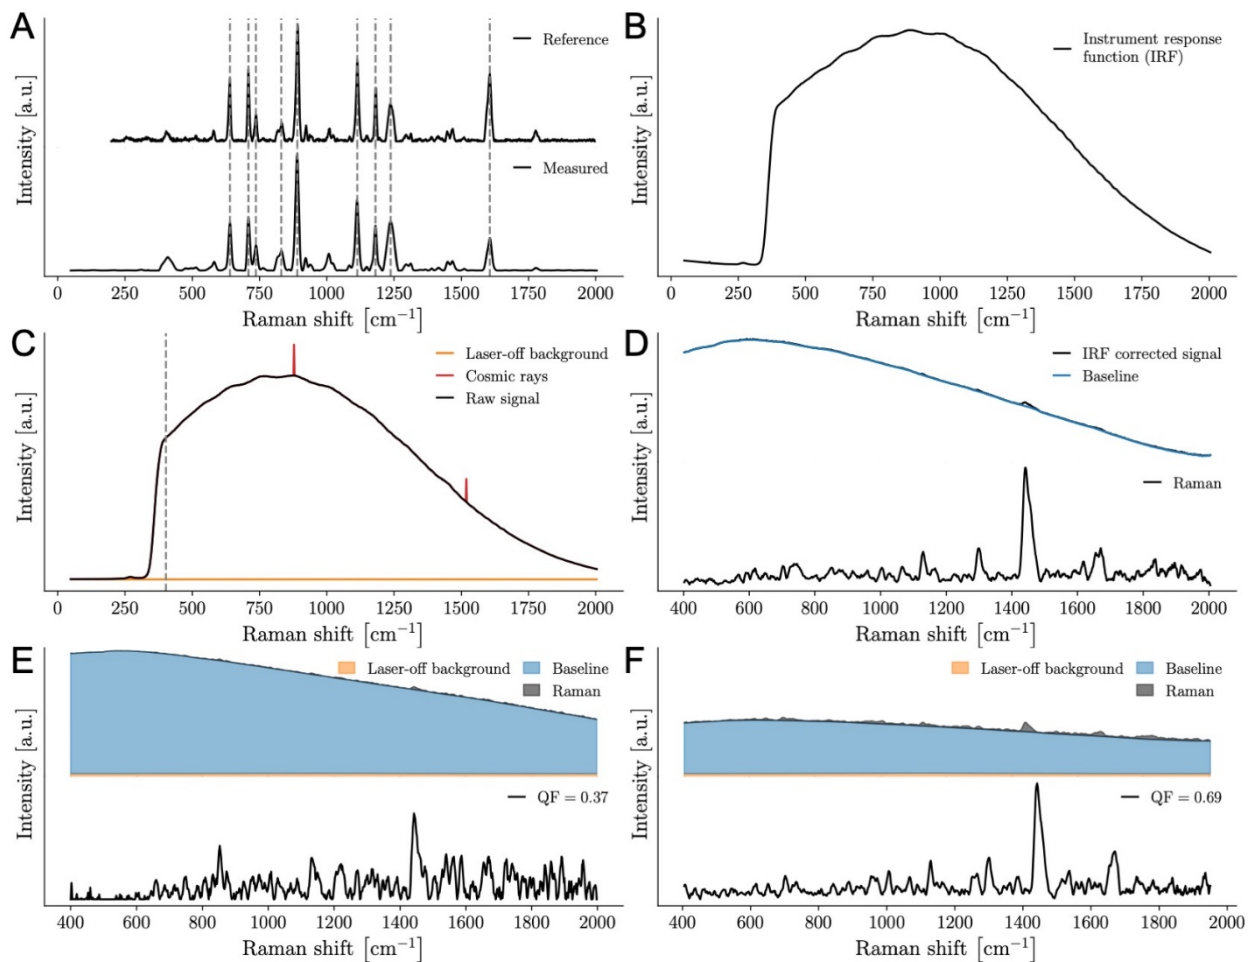 A
Reference
Measured
Intensity [a.u.]
0 250 500 750 1000 1250 1500 1750 2000
Raman shift [cm⁻¹]
B
Instrument response
function (IRF)
Intensity [a.u.]
0 250 500 750 1000 1250 1500 1750 2000
Raman shift [cm⁻¹]
C
Laser-off background
Cosmic rays
Raw signal
Intensity [a.u.]
0 250 500 750 1000 1250 1500 1750 2000
Raman shift [cm⁻¹]
D
IRF corrected signal
Baseline
Raman
Intensity [a.u.]
400 600 800 1000 1200 1400 1600 1800 2000
Raman shift [cm⁻¹]
E
Laser-off background Baseline
Raman
QF = 0.37
Intensity [a.u.]
400 600 800 1000 1200 1400 1600 1800 2000
Raman shift [cm⁻¹]
F
Laser-off background Baseline
Raman
QF = 0.69
Intensity [a.u.]
400 600 800 1000 1200 1400 1600 1800 2000
Raman shift [cm⁻¹]